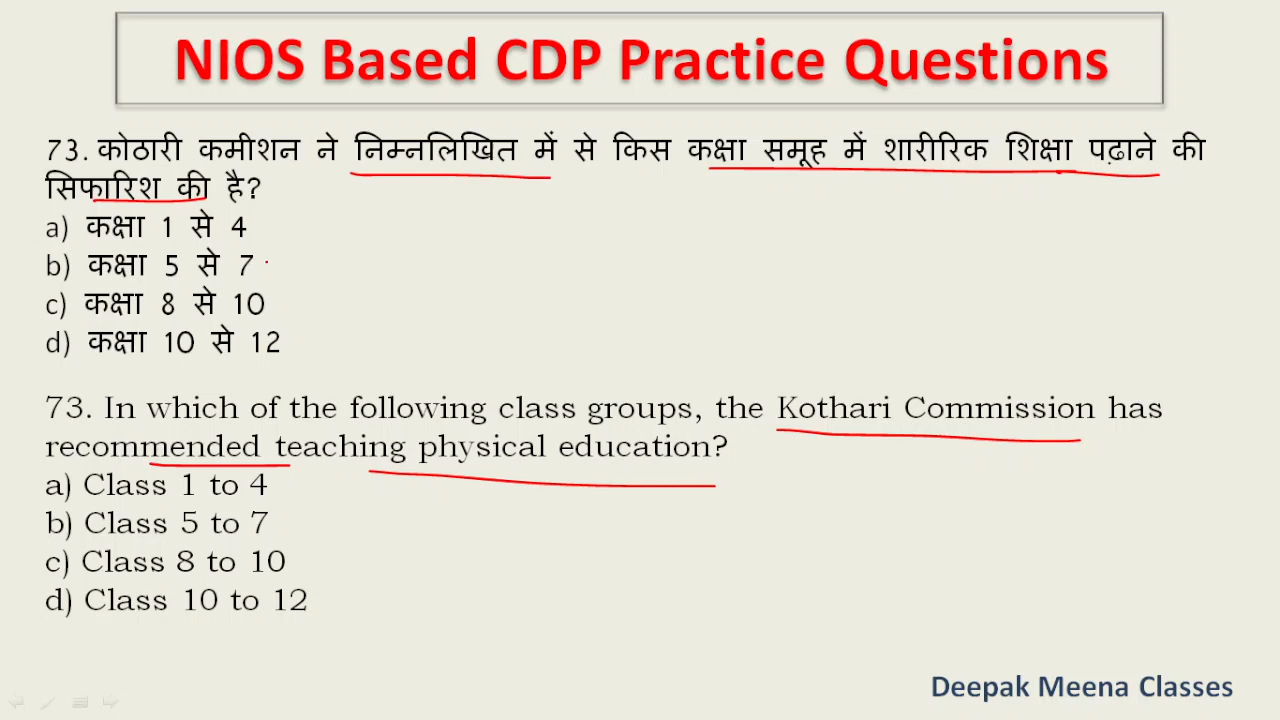 NIOS Based CDP Practice Questions
73. कोठारी कमीशन ने निम्नलिखित में से किस कक्षा समूह में शारीरिक शिक्षा पढ़ाने की
सिफारिश की है?
a) कक्षा 1 से 4
b) कक्षा 5 से 7
c) कक्षा 8 से 10
d) कक्षा 10 से 12
73. In which of the following class groups, the Kothari Commission has
recommended teaching physical education?
a) Class 1 to 4
b) Class 5 to 7
c) Class 8 to 10
d) Class 10 to 12
Deepak Meena Classes